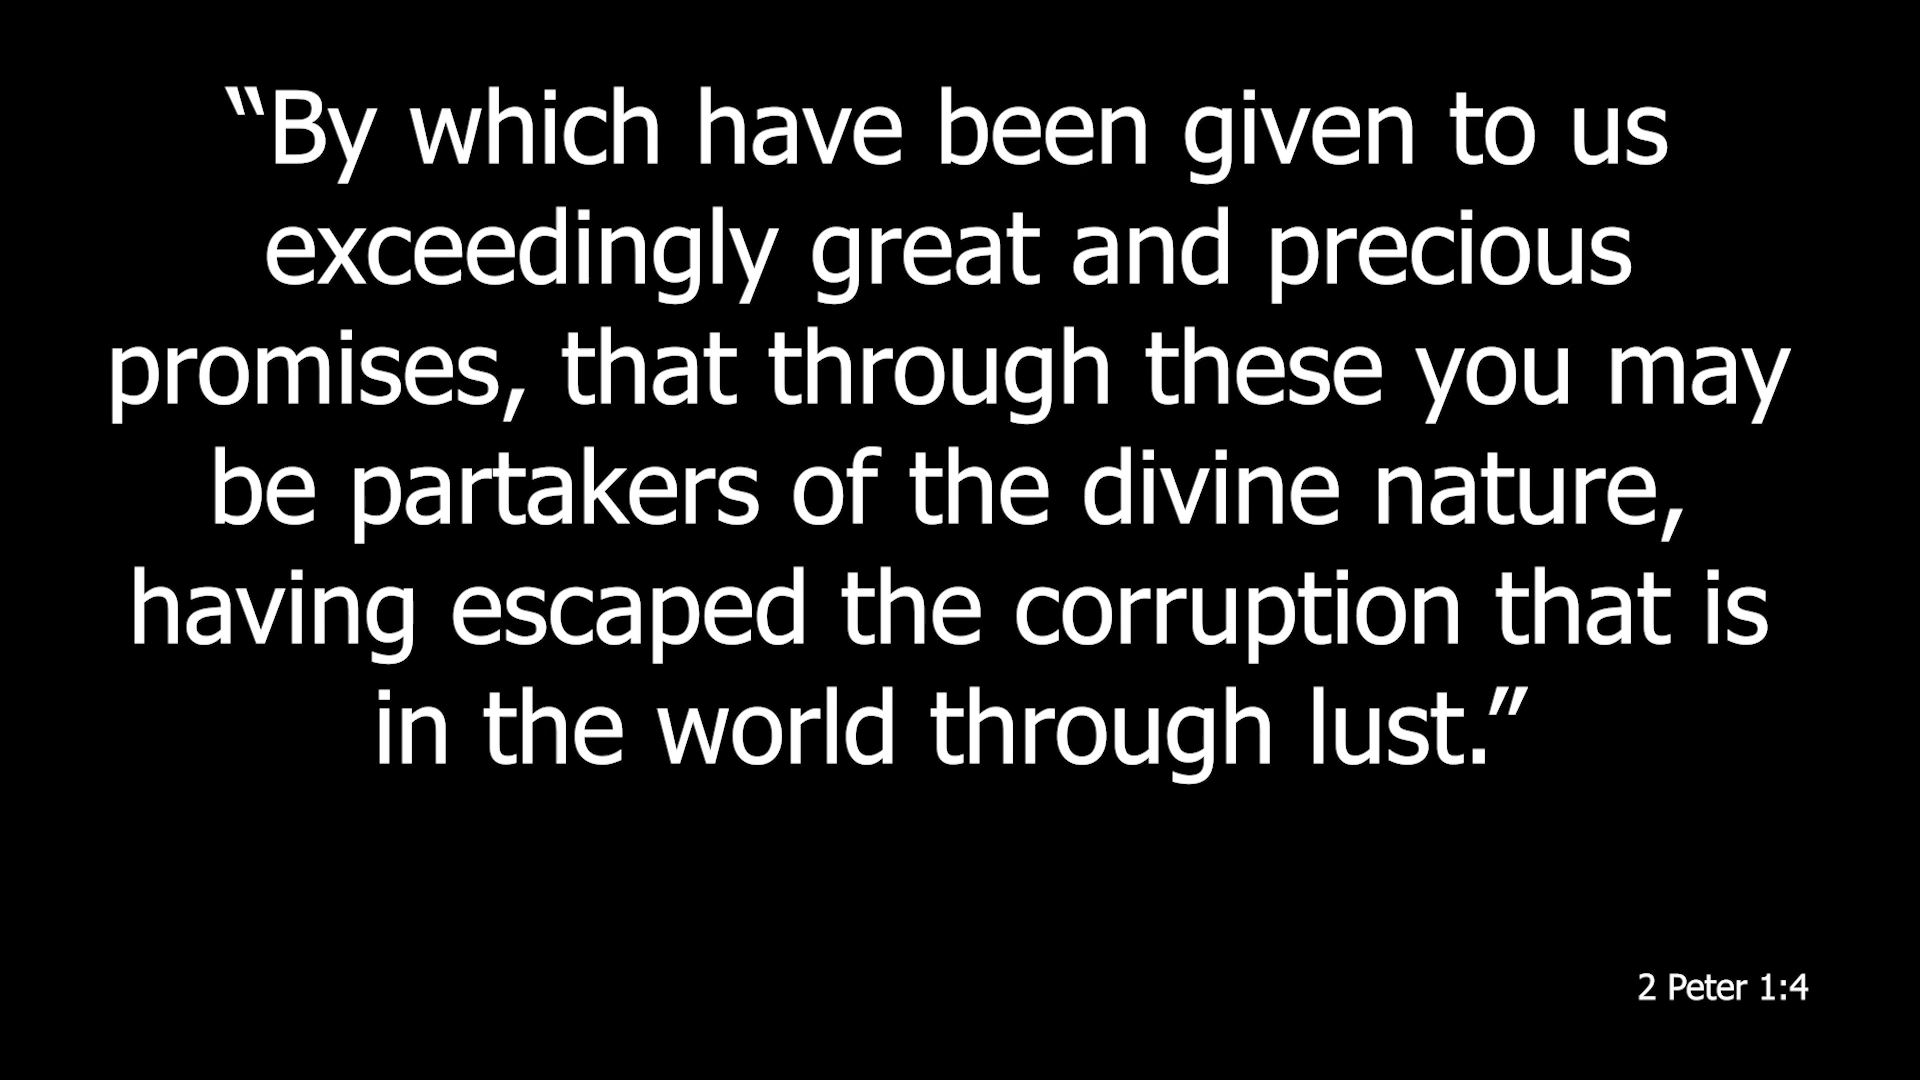 “By which have been given to us
exceedingly great and precious
promises, that through these you may
be partakers of the divine nature,
having escaped the corruption that is
in the world through lust.”
2 Peter 1:4